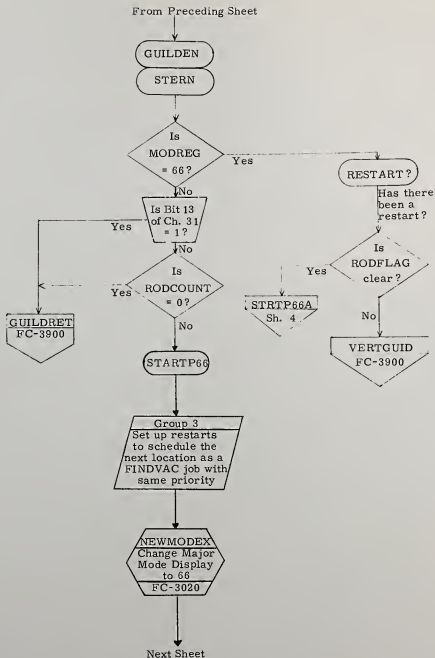 From Preceding Sheet
GUILDEN
STERN
Is
MODREG
= 66?
Yes
No
RESTART?
Has there
been a
restart?
Is Bit 13
of Ch. 31
= 1?
Yes
No
Is
RODFLAG
clear?
Yes
No
Is
RODCOUNT
= 0?
Yes
No
STRTP66A
Sh. 4
GUILDRET
FC-3900
VERTGUID
FC-3900
STARTP66
Group 3
Set up restarts
to schedule the
next location as a
FINDVAC job with
same priority
NEWMODEX
Change Major
Mode Display
to 66
FC-3020
Next Sheet